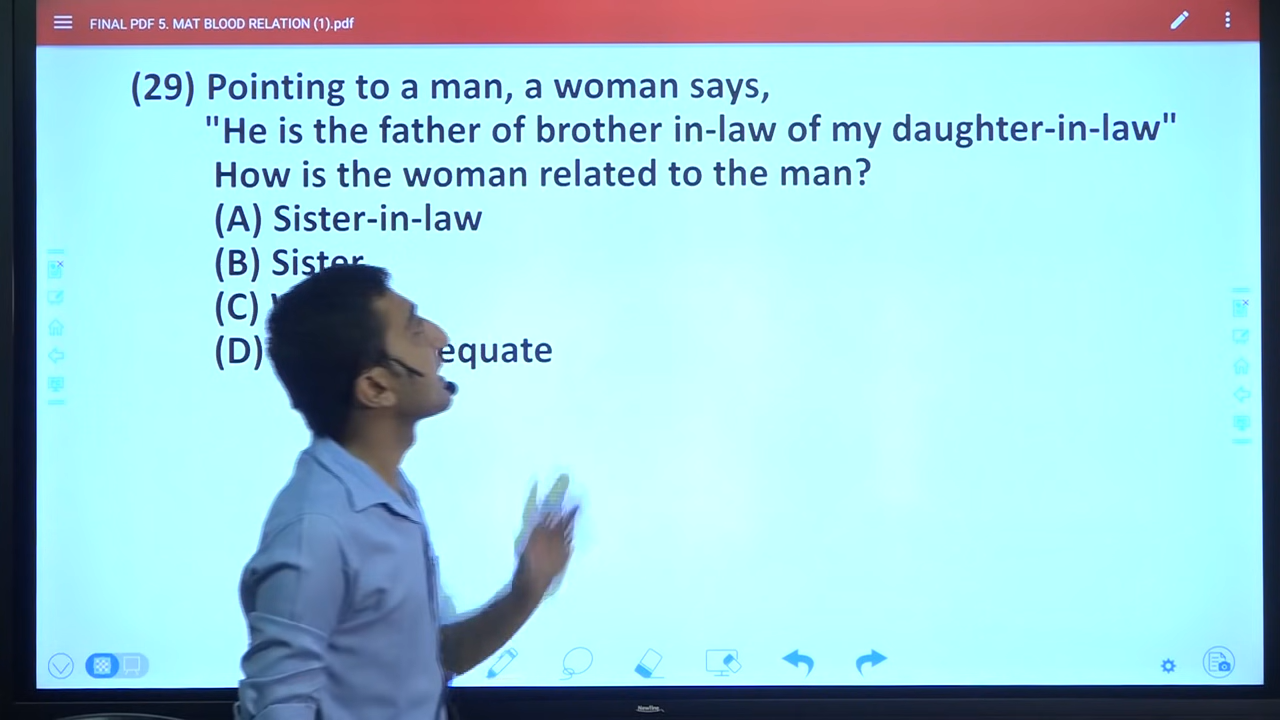 FINAL PDF 5. MAT BLOOD RELATION (1).pdf
(29) Pointing to a man, a woman says,
"He is the father of brother in-law of my daughter-in-law"
How is the woman related to the man?
(A) Sister-in-law
(B) Sister
(C)
(D)
Newline